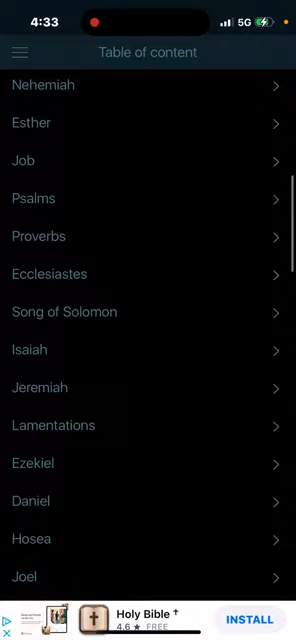 4:33
5G
Table of content
Nehemiah
Esther
Job
Psalms
Proverbs
Ecclesiastes
Song of Solomon
Isaiah
Jeremiah
Lamentations
Ezekiel
Daniel
Hosea
Joel
Holy Bible ✝
4.6 ★ FREE
INSTALL